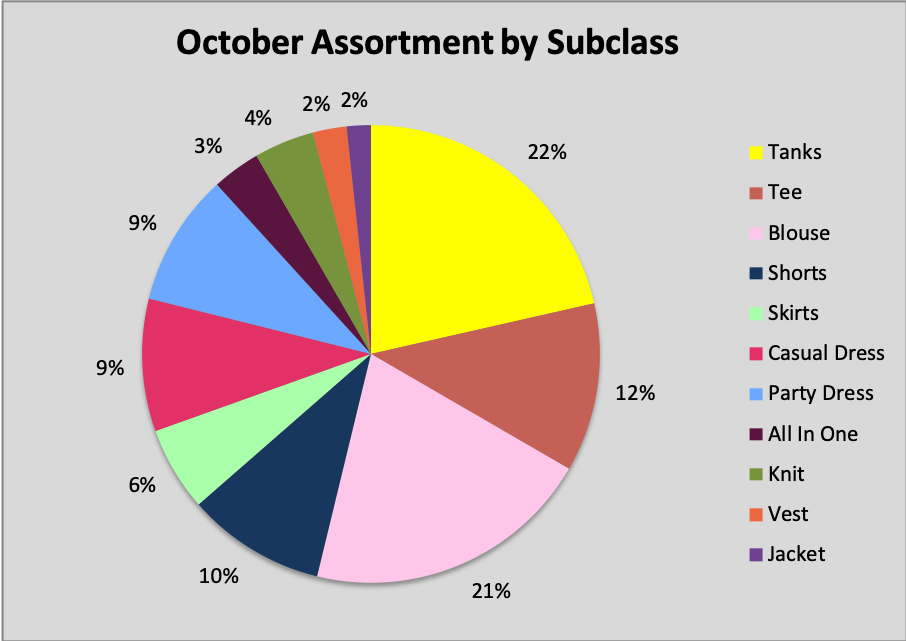 October Assortment by Subclass
2% 2%
4%
3%
22%
9%
9%
12%
6%
10%
21%
Tanks
Tee
Blouse
Shorts
Skirts
Casual Dress
Party Dress
All In One
Knit
Vest
Jacket